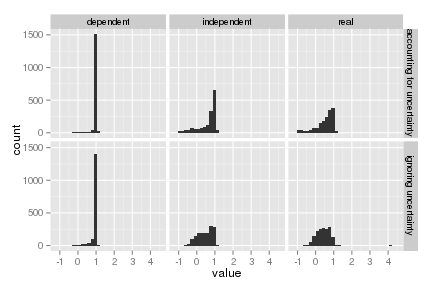 dependent independent real
accounting for uncertainty
1500
1000
500
0
ignoring uncertainty
1500
1000
500
0
count
-1 0 1 2 3 4 -1 0 1 2 3 4 -1 0 1 2 3 4
value